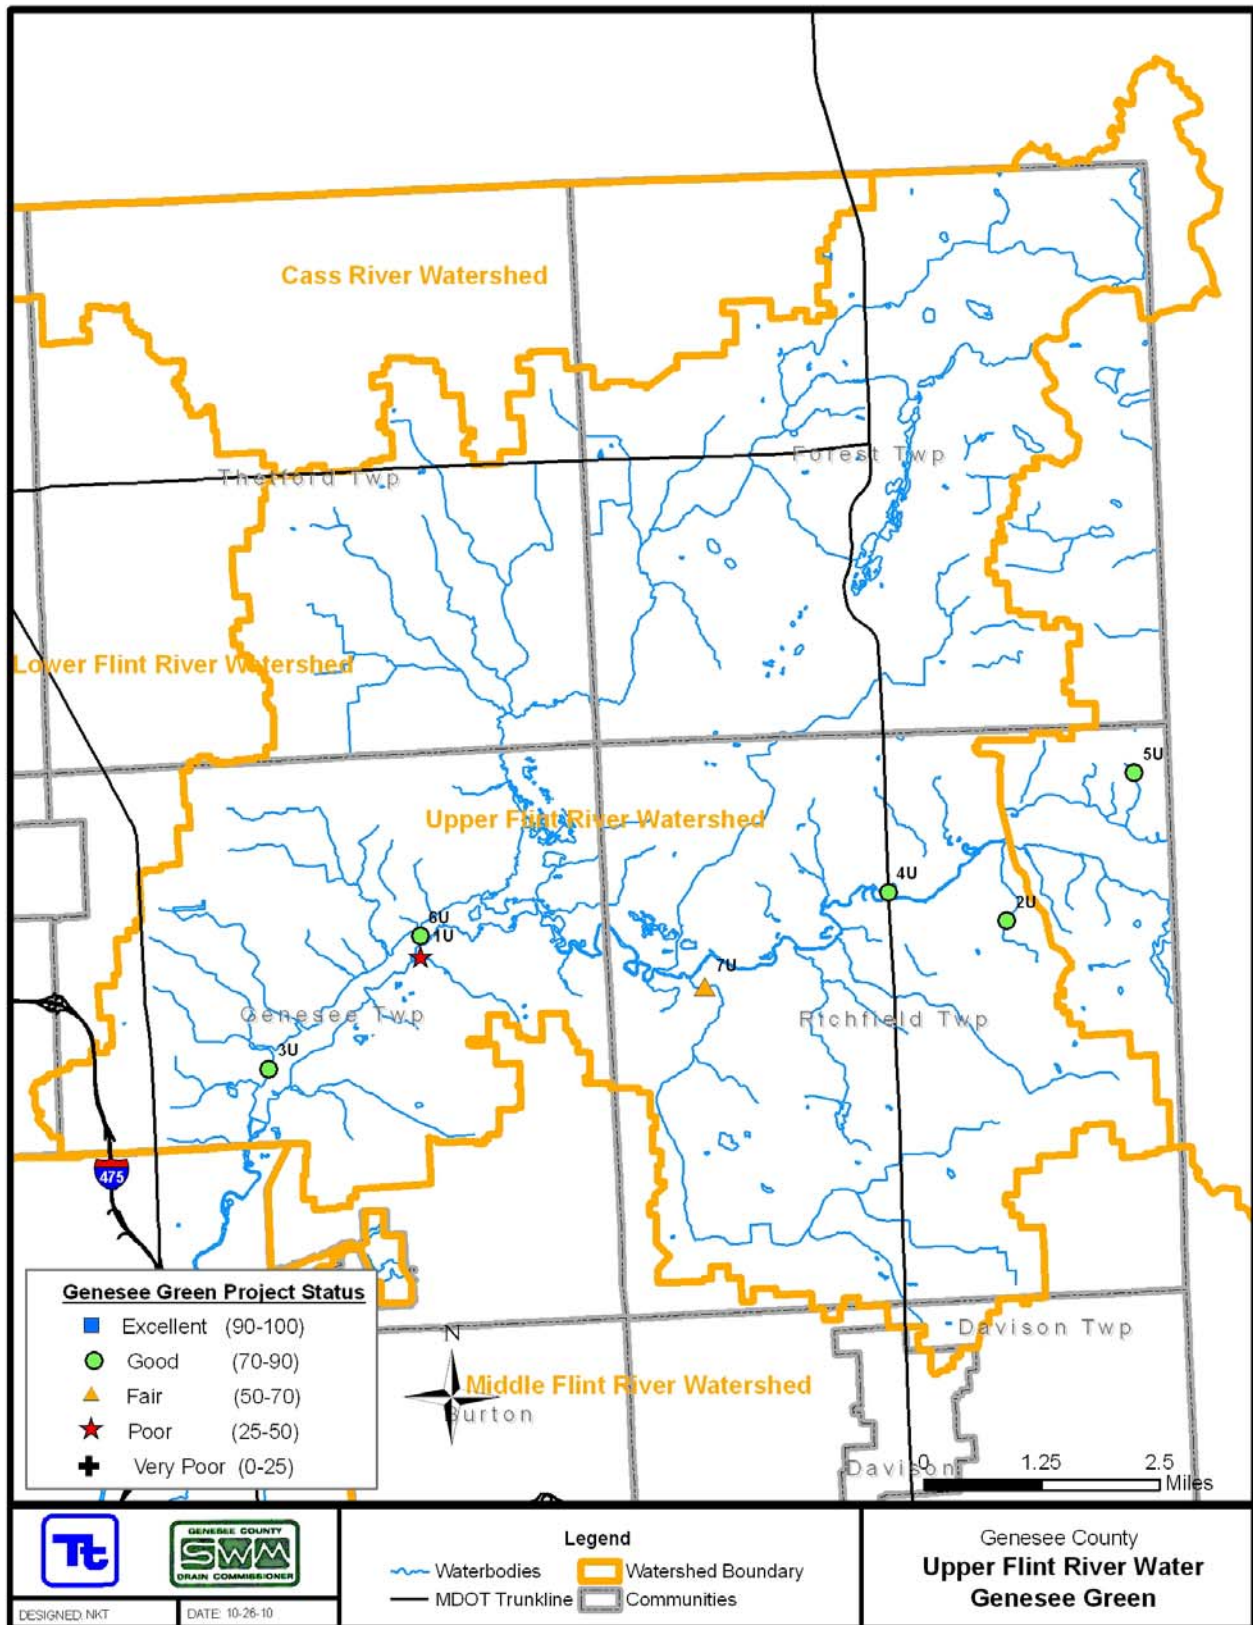 Cass River Watershed
Thetford Twp
Forest Twp
Lower Flint River Watershed
5U
Upper Flint River Watershed
4U
2U
6U
1U
7U
Genesee Twp
Richfield Twp
3U
475
Genesee Green Project Status
Excellent (90-100)
Good (70-90)
Fair (50-70)
Poor (25-50)
Very Poor (0-25)
Davison Twp
N
Middle Flint River Watershed
Burton
Davison
0 1.25 2.5
Miles
Tt
GENESEE COUNTY
SWM
DRAIN COMMISSIONER
DESIGNED: NKT
DATE: 10-26-10
Legend
Waterbodies
Watershed Boundary
MDOT Trunkline
Communities
Genesee County
Upper Flint River Water
Genesee Green